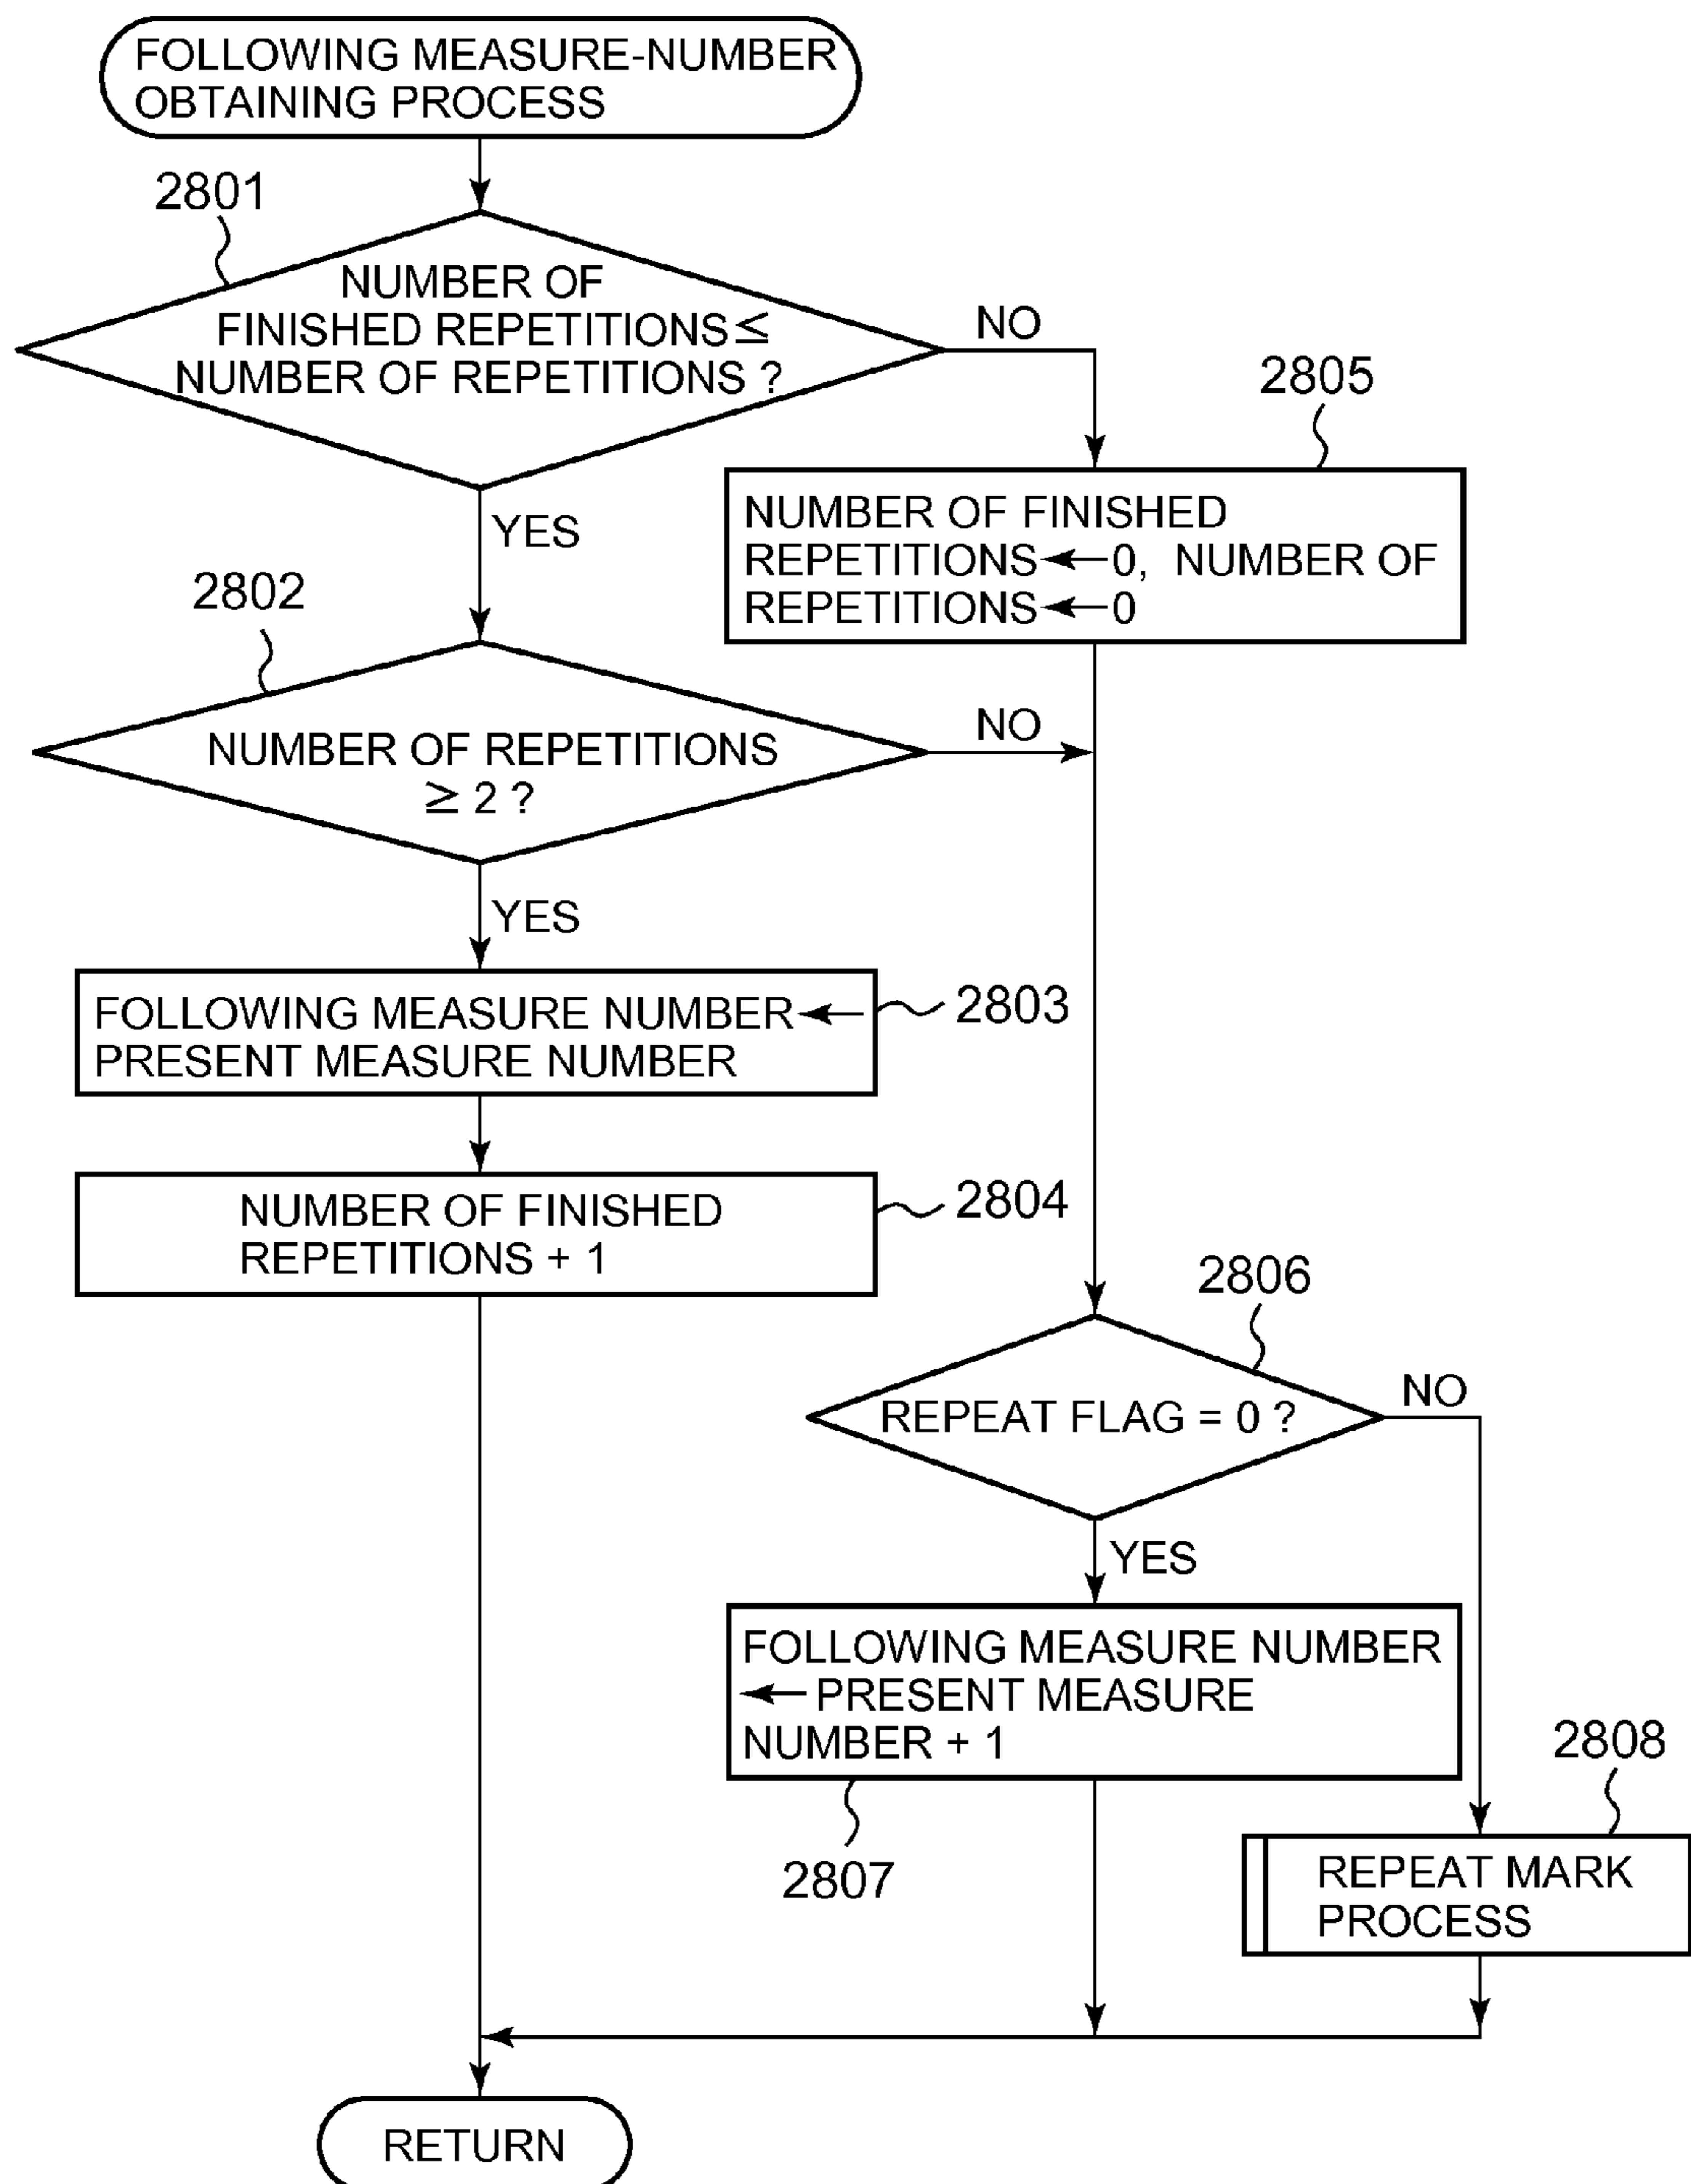 FOLLOWING MEASURE-NUMBER
OBTAINING PROCESS
2801
NUMBER OF
FINISHED REPETITIONS ≤
NUMBER OF REPETITIONS ?
NO
YES
2805
NUMBER OF FINISHED
REPETITIONS ← 0, NUMBER OF
REPETITIONS ← 0
2802
NUMBER OF REPETITIONS
≥ 2 ?
NO
YES
FOLLOWING MEASURE NUMBER ←
PRESENT MEASURE NUMBER
2803
NUMBER OF FINISHED
REPETITIONS + 1
2804
2806
REPEAT FLAG = 0 ?
NO
YES
FOLLOWING MEASURE NUMBER
← PRESENT MEASURE
NUMBER + 1
2807
2808
REPEAT MARK
PROCESS
RETURN